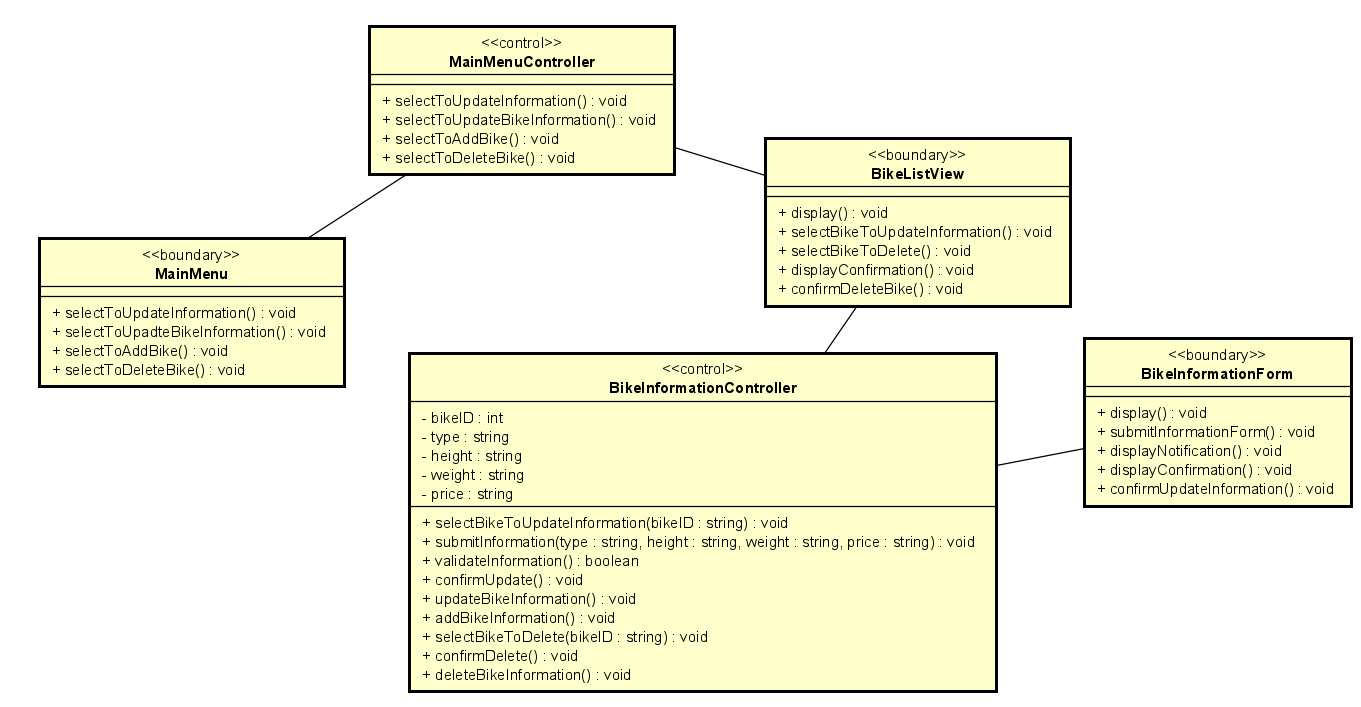 <<control>>
MainMenuController
+ selectToUpdateInformation() : void
+ selectToUpdateBikeInformation() : void
+ selectToAddBike() : void
+ selectToDeleteBike() : void
<<boundary>>
BikeListView
+ display() : void
+ selectBikeToUpdateInformation() : void
+ selectBikeToDelete() : void
+ displayConfirmation() : void
+ confirmDeleteBike() : void
<<boundary>>
MainMenu
+ selectToUpdateInformation() : void
+ selectToUpadteBikeInformation() : void
+ selectToAddBike() : void
+ selectToDeleteBike() : void
<<control>>
BikeInformationController
- bikeID : int
- type : string
- height : string
- weight : string
- price : string
+ selectBikeToUpdateInformation(bikeID : string) : void
+ submitInformation(type : string, height : string, weight : string, price : string) : void
+ validateInformation() : boolean
+ confirmUpdate() : void
+ updateBikeInformation() : void
+ addBikeInformation() : void
+ selectBikeToDelete(bikeID : string) : void
+ confirmDelete() : void
+ deleteBikeInformation() : void
<<boundary>>
BikeInformationForm
+ display() : void
+ submitInformationForm() : void
+ displayNotification() : void
+ displayConfirmation() : void
+ confirmUpdateInformation() : void